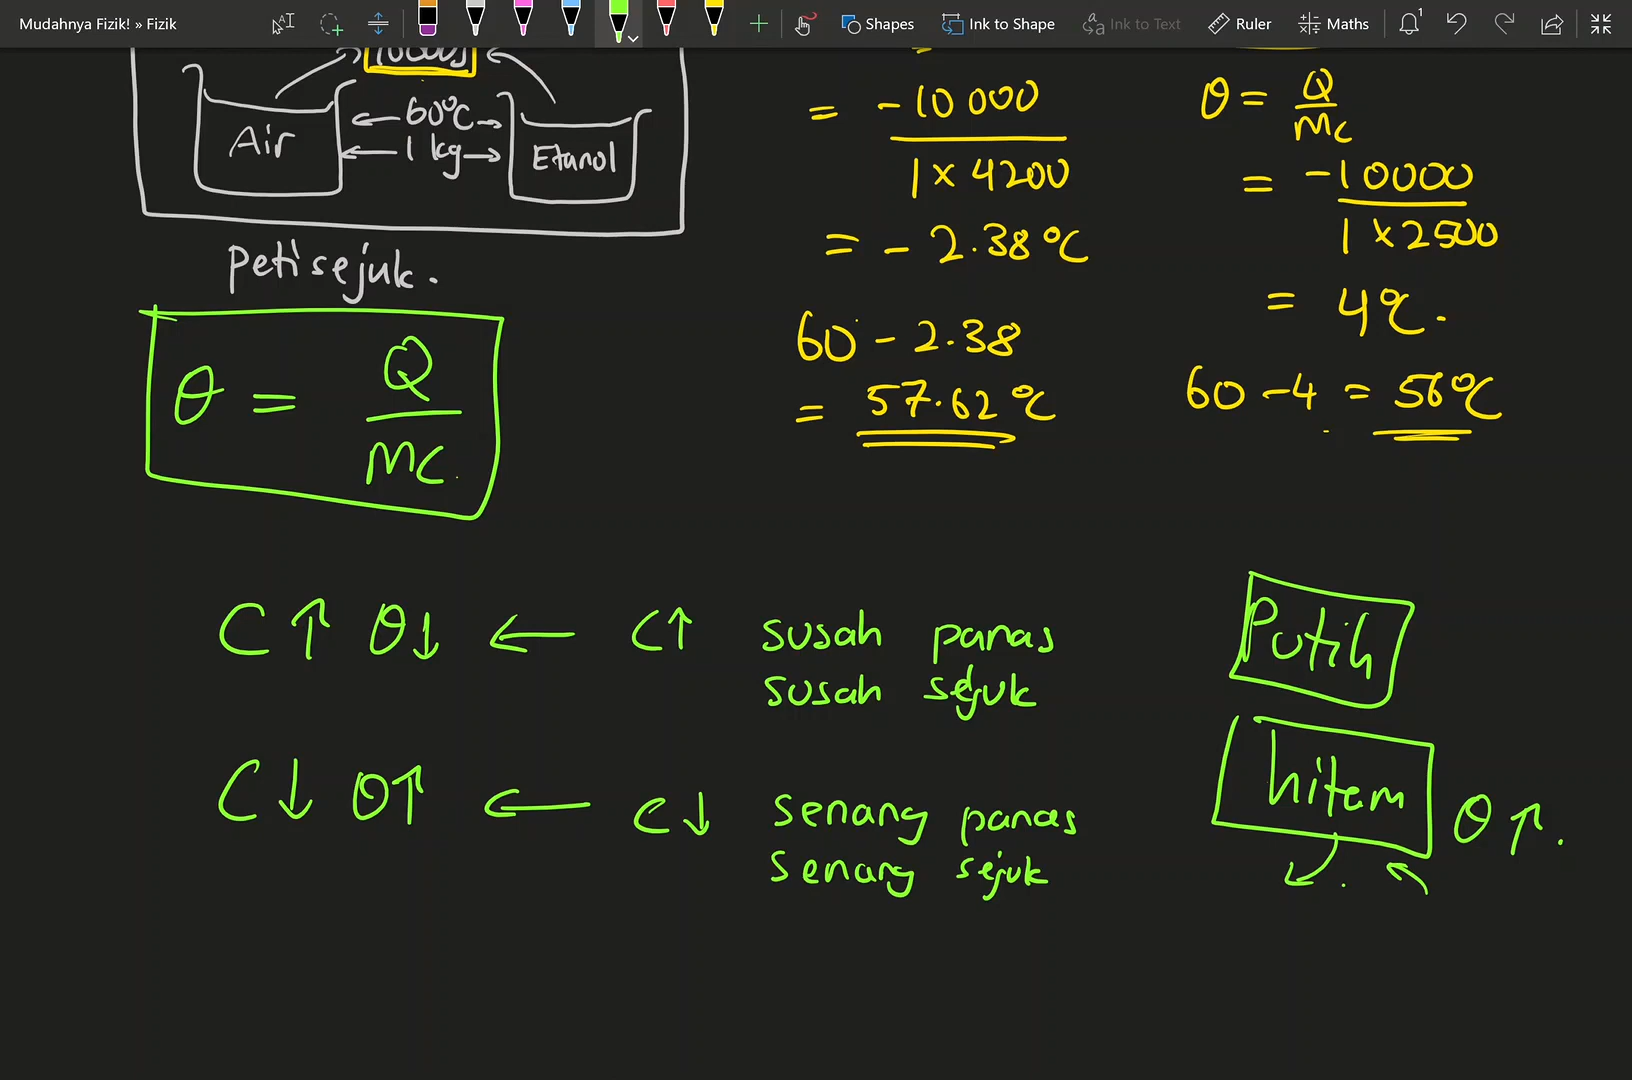 Mudahnya Fizik! » Fizik
Shapes
Ink to Shape
Ink to Text
Ruler
Maths
1
Air
60°C
1 kg
Etanol
Peti sejuk.
θ = Q / mc
= -10 000 / 1 × 4200
= - 2.38 °C
60 - 2.38
= 57.62 °C
θ = Q / mc
= -10000 / 1 × 2500
= 4°C.
60 - 4 = 56°C
C↑ θ↓ ← C↑ susah panas
susah sejuk
C↓ θ↑ ← C↓ senang panas
senang sejuk
Putih
hitam
θ↑.